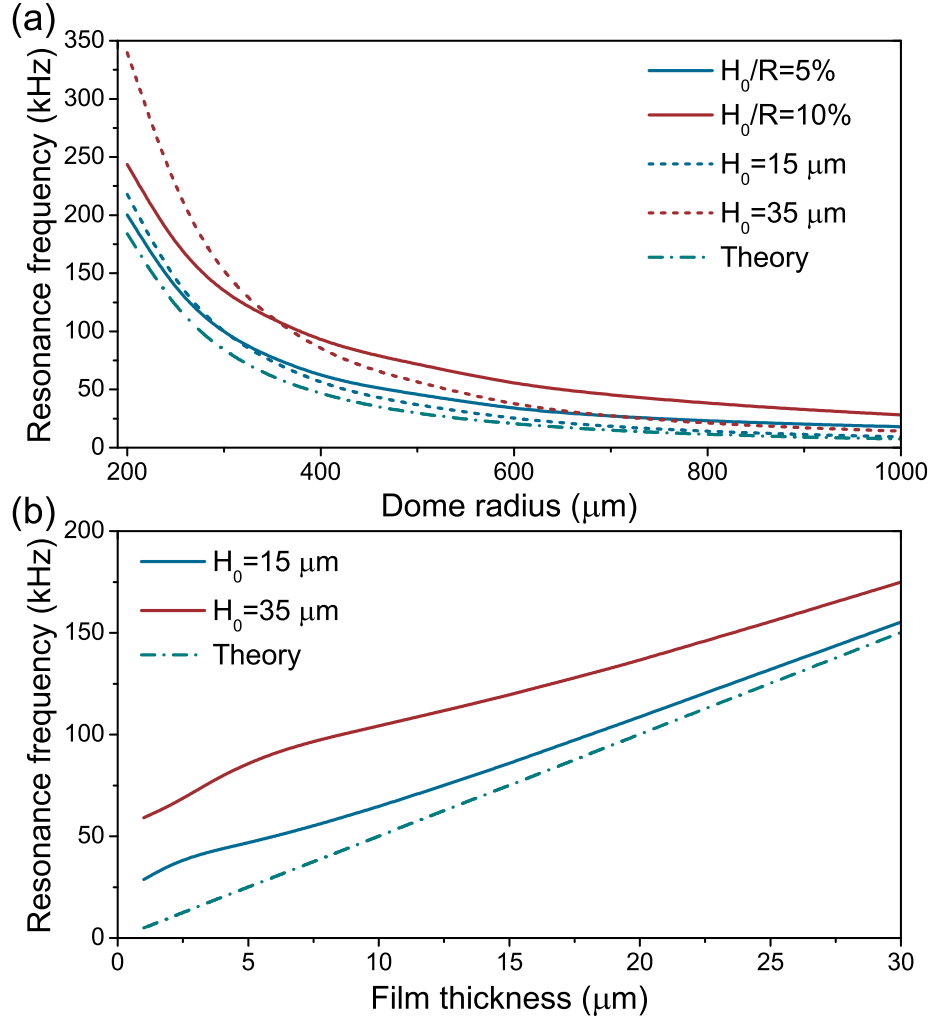 (a)
Resonance frequency (kHz)
350
300
250
200
150
100
50
0
H₀/R=5%
H₀/R=10%
H₀=15 μm
H₀=35 μm
Theory
200
400
600
800
1000
Dome radius (μm)
(b)
Resonance frequency (kHz)
200
150
100
50
0
H₀=15 μm
H₀=35 μm
Theory
0
5
10
15
20
25
30
Film thickness (μm)